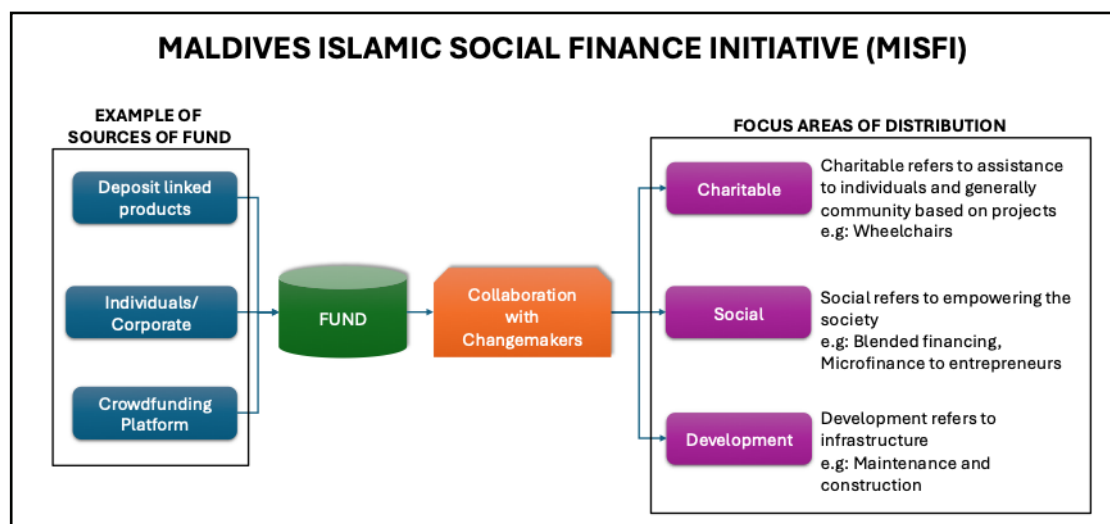 MALDIVES ISLAMIC SOCIAL FINANCE INITIATIVE (MISFI)
EXAMPLE OF
SOURCES OF FUND
Deposit linked
products
Individuals/
Corporate
Crowdfunding
Platform
FUND
Collaboration
with
Changemakers
FOCUS AREAS OF DISTRIBUTION
Charitable
Charitable refers to assistance
to individuals and generally
community based on projects
e.g: Wheelchairs
Social
Social refers to empowering the
society
e.g: Blended financing,
Microfinance to entrepreneurs
Development
Development refers to
infrastructure
e.g: Maintenance and
construction